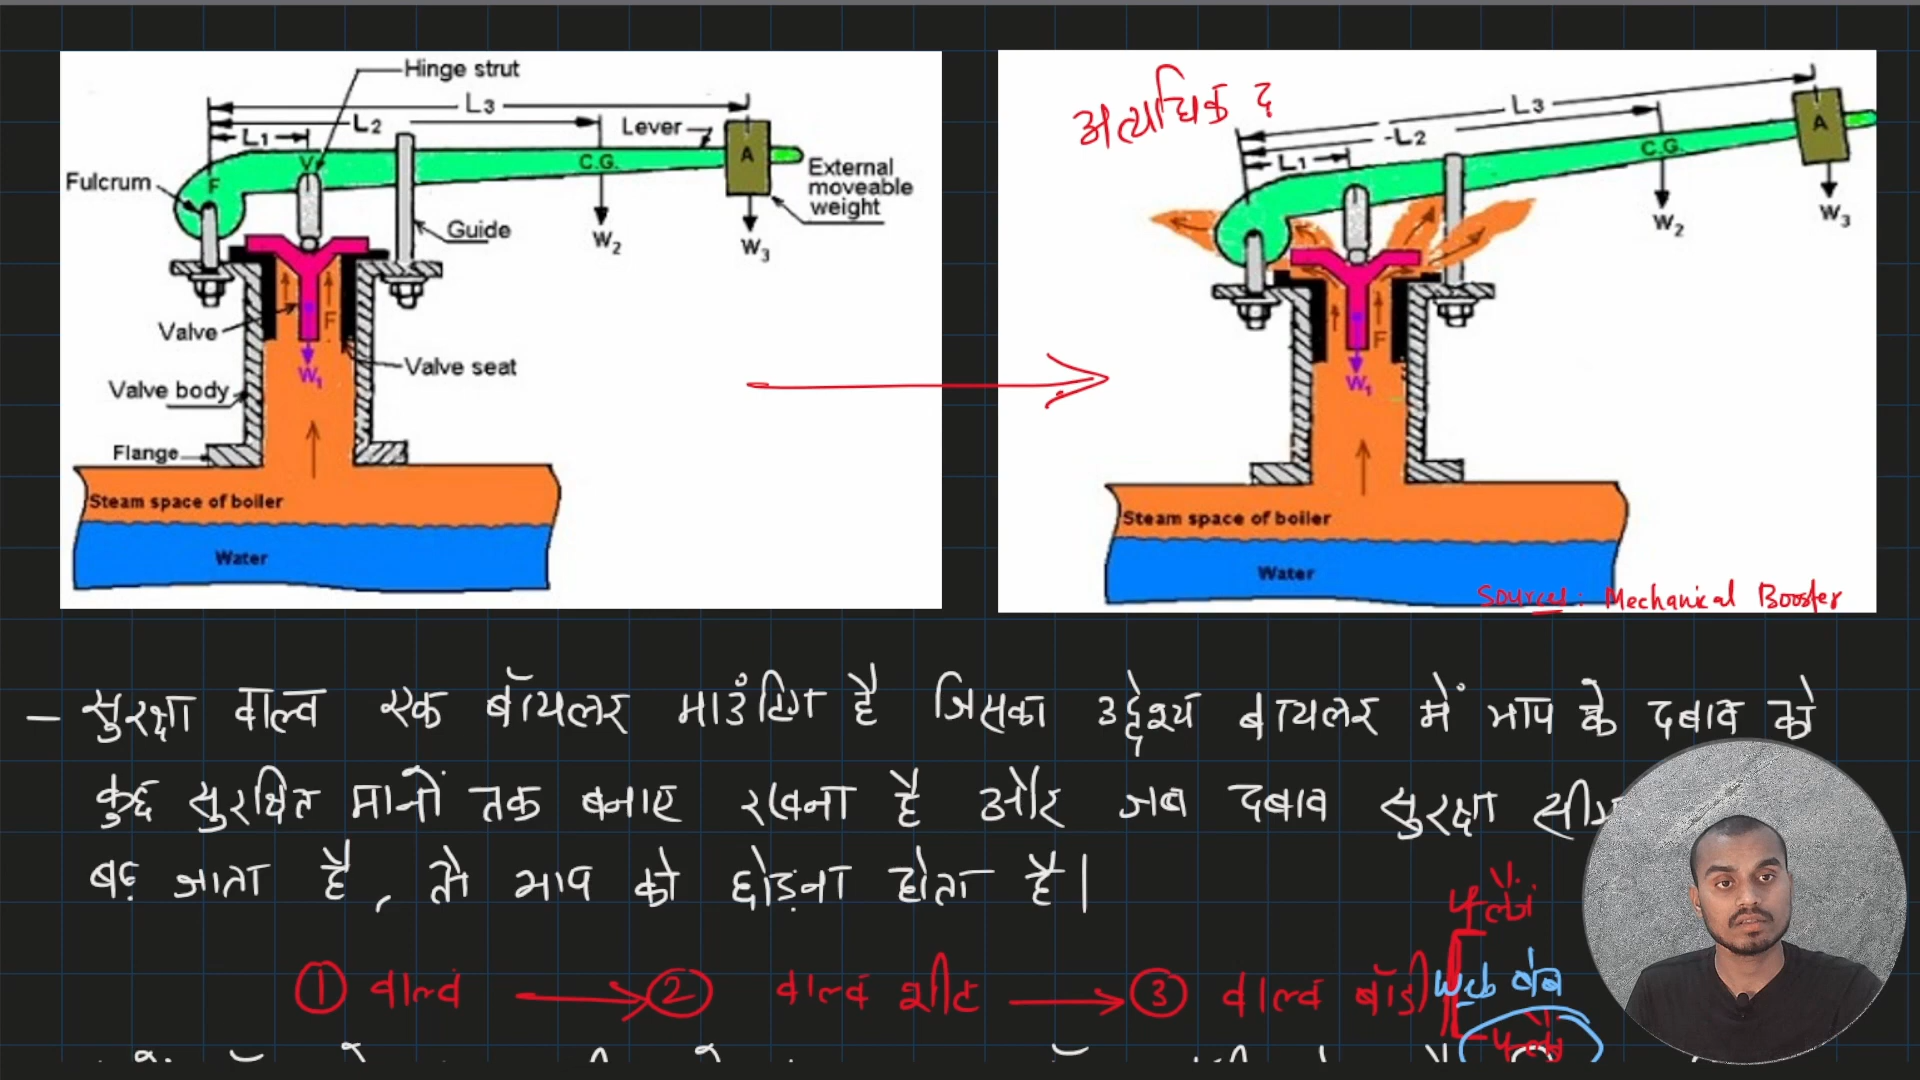 Hinge strut
L3
L2
L1
Lever
V
C.G.
A
Fulcrum
F
External
moveable
weight
Guide
W2
W3
Valve
F
W1
Valve seat
Valve body
Flange
Steam space of boiler
Water
अत्याधिक द
L3
-L2
L1
A
C.G.
W2
W3
F
W1
Steam space of boiler
Water
Sources: Mechanical Booster
- सुरक्षा वाल्व एक बॉयलर माउंटिंग है जिसका उद्देश्य बायलर में भाप के दबाव को
कुछ सुरक्षित मानों तक बनाए रखना है और जब दबाव सुरक्षा
बढ़ जाता है, तो भाप को छोड़ना होता है।
फ्लेंज
① वाल्व → ② वाल्व शीट → ③ वाल्व बॉडी
Web वेब